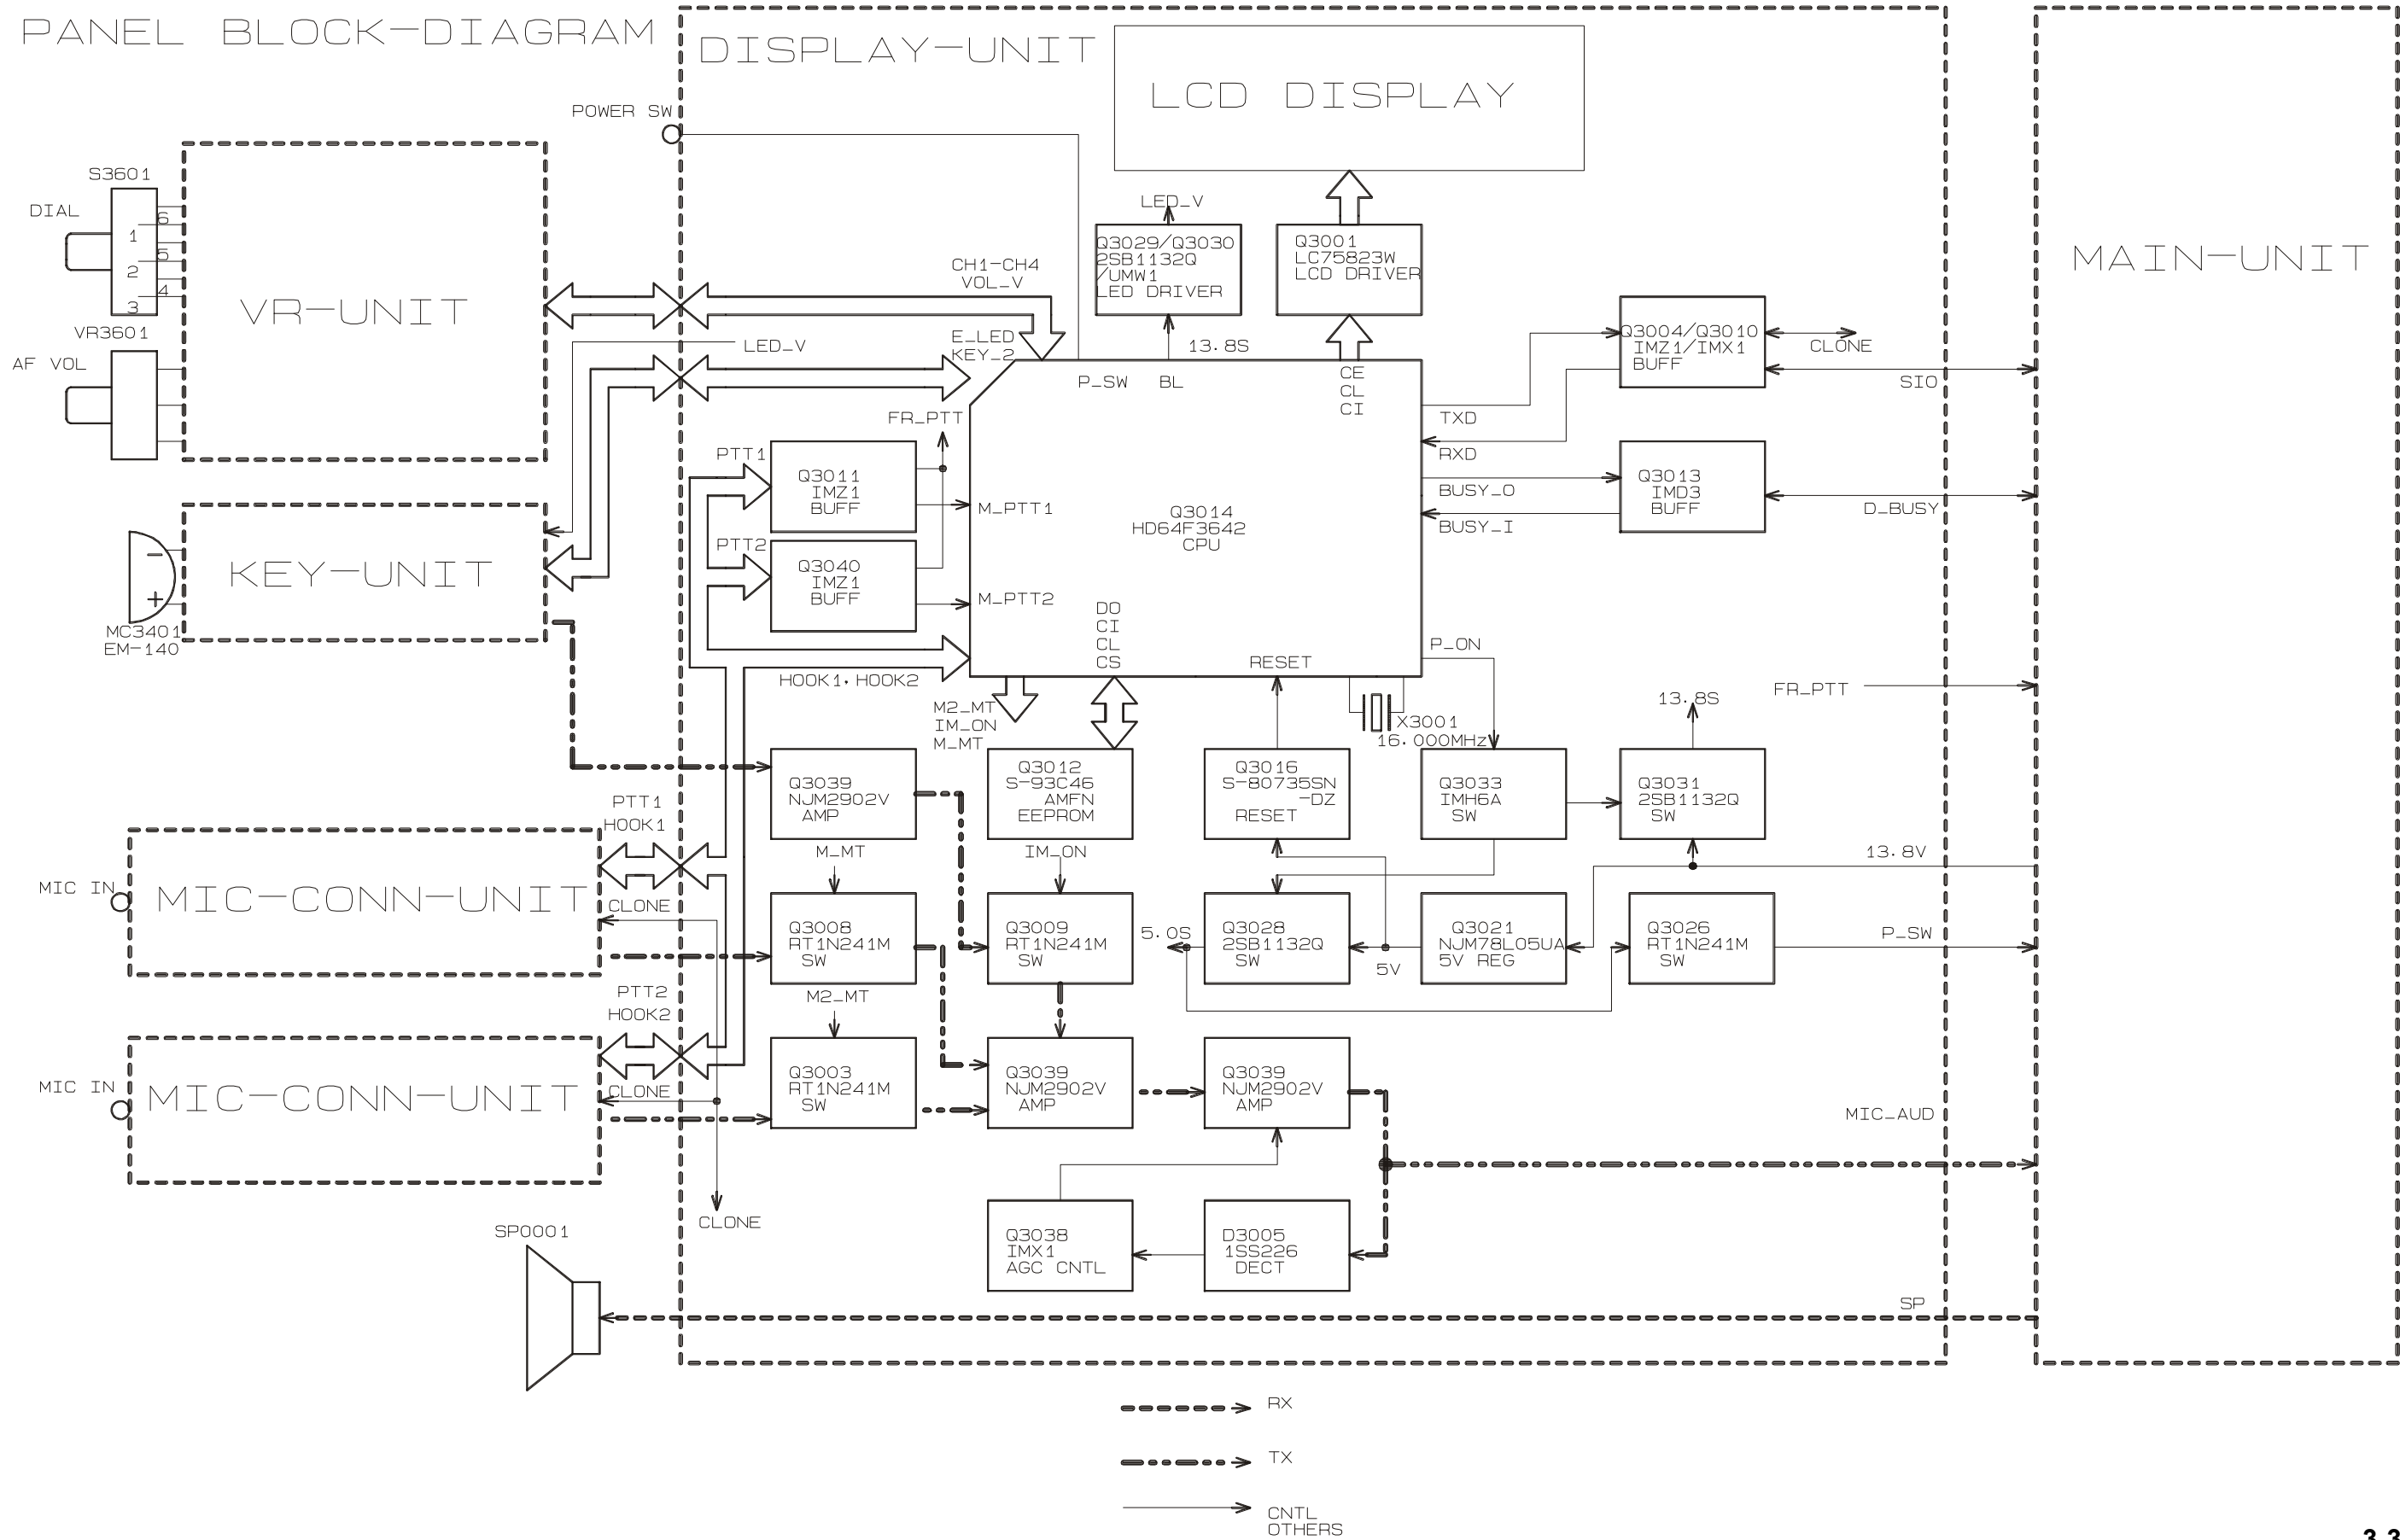 PANEL BLOCK-DIAGRAM
DISPLAY-UNIT
LCD DISPLAY
MAIN-UNIT
POWER SW
S3601
DIAL
6
1
5
2
4
3
VR3601
AF VOL
VR-UNIT
LED_V
Q3029/Q3030
2SB1132Q
/UMW1
LED DRIVER
Q3001
LC75823W
LCD DRIVER
CH1-CH4
VOL_V
E_LED
KEY_2
LED_V
13.8S
P_SW
BL
CE
CL
CI
Q3004/Q3010
IMZ1/IMX1
BUFF
CLONE
SIO
TXD
RXD
FR_PTT
PTT1
Q3011
IMZ1
BUFF
M_PTT1
PTT2
Q3040
IMZ1
BUFF
M_PTT2
Q3014
HD64F3642
CPU
BUSY_O
BUSY_I
Q3013
IMD3
BUFF
D_BUSY
KEY-UNIT
-
+
MC3401
EM-140
DO
CI
CL
CS
RESET
P_ON
HOOK1,HOOK2
M2_MT
IM_ON
M_MT
X3001
16.000MHz
FR_PTT
13.8S
Q3039
NJM2902V
AMP
Q3012
S-93C46
AMFN
EEPROM
Q3016
S-80735SN
-DZ
RESET
Q3033
IMH6A
SW
Q3031
2SB1132Q
SW
PTT1
HOOK1
M_MT
IM_ON
13.8V
MIC IN
MIC-CONN-UNIT
CLONE
Q3008
RT1N241M
SW
Q3009
RT1N241M
SW
5.0S
Q3028
2SB1132Q
SW
5V
Q3021
NJM78L05UA
5V REG
Q3026
RT1N241M
SW
P_SW
PTT2
HOOK2
M2_MT
MIC IN
MIC-CONN-UNIT
CLONE
Q3003
RT1N241M
SW
Q3039
NJM2902V
AMP
Q3039
NJM2902V
AMP
MIC_AUD
CLONE
SP0001
Q3038
IMX1
AGC CNTL
D3005
1SS226
DECT
SP
RX
TX
CNTL
OTHERS
3.3